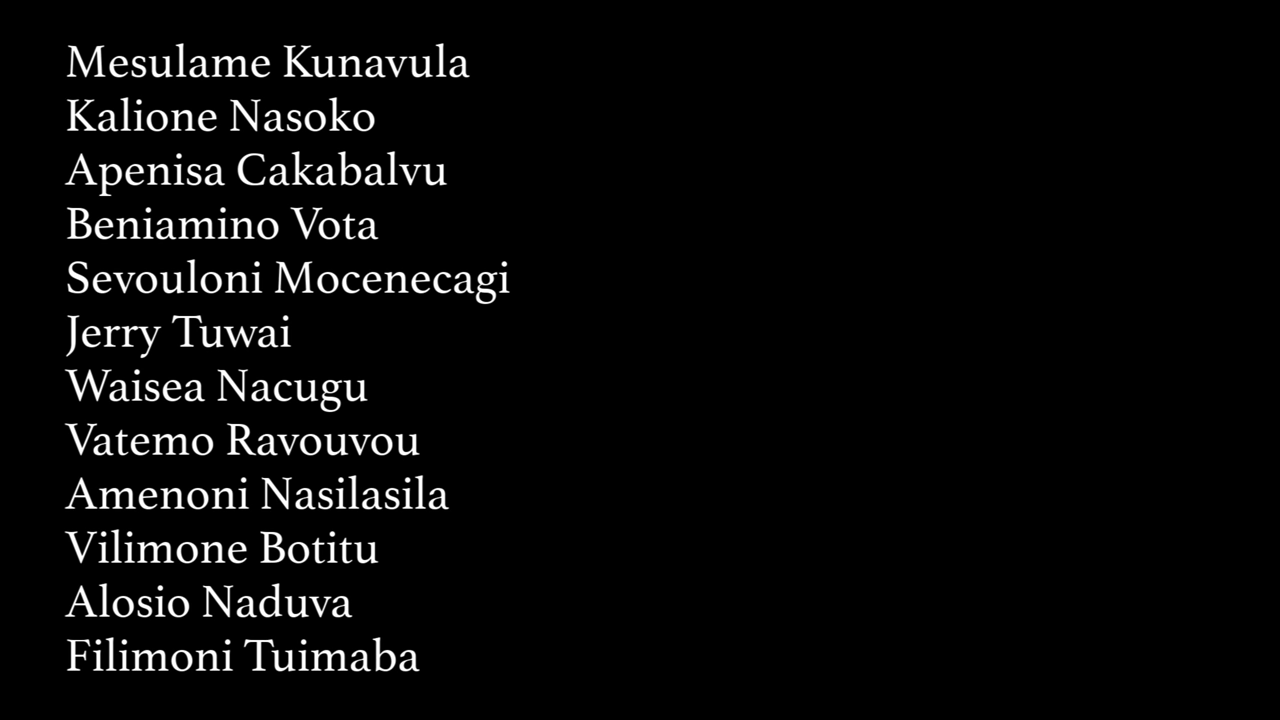 Mesulame Kunavula
Kalione Nasoko
Apenisa Cakabalvu
Beniamino Vota
Sevouloni Mocenecagi
Jerry Tuwai
Waisea Nacugu
Vatemo Ravouvou
Amenoni Nasilasila
Vilimone Botitu
Alosio Naduva
Filimoni Tuimaba